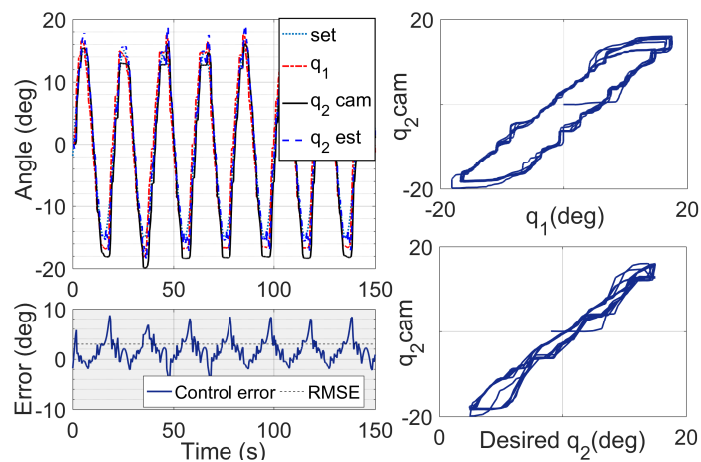 20
10
0
-10
-20
Angle (deg)
0
50
100
150
set
q1
q2 cam
q2 est
10
0
-10
Error (deg)
Control error
RMSE
0
50
100
150
Time (s)
20
-20
q2cam
-20
20
q1(deg)
20
-20
q2cam
0
20
Desired q2(deg)